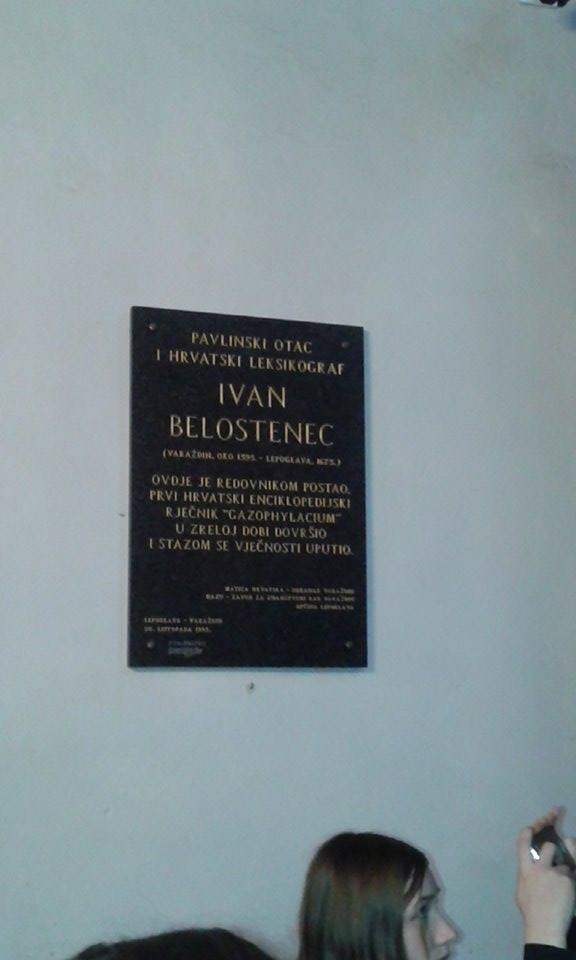 PAVLINSKI OTAC
I HRVATSKI LEKSIKOGRAF
IVAN
BELOSTENEC
(VARAŽDIN, OKO 1595. - LEPOGLAVA, 1675.)
OVDJE JE REDOVNIKOM POSTAO,
PRVI HRVATSKI ENCIKLOPEDIJSKI
RJEČNIK "GAZOPHYLACIUM"
U ZRELOJ DOBI DOVRŠIO
I STAZOM SE VJEČNOSTI UPUTIO.
MATICA HRVATSKA - OGRANAK VARAŽDIN
HAZU - ZAVOD ZA ZNANSTVENI RAD VARAŽDIN
OPĆINA LEPOGLAVA
LEPOGLAVA - VARAŽDIN
LISTOPADA 1995.